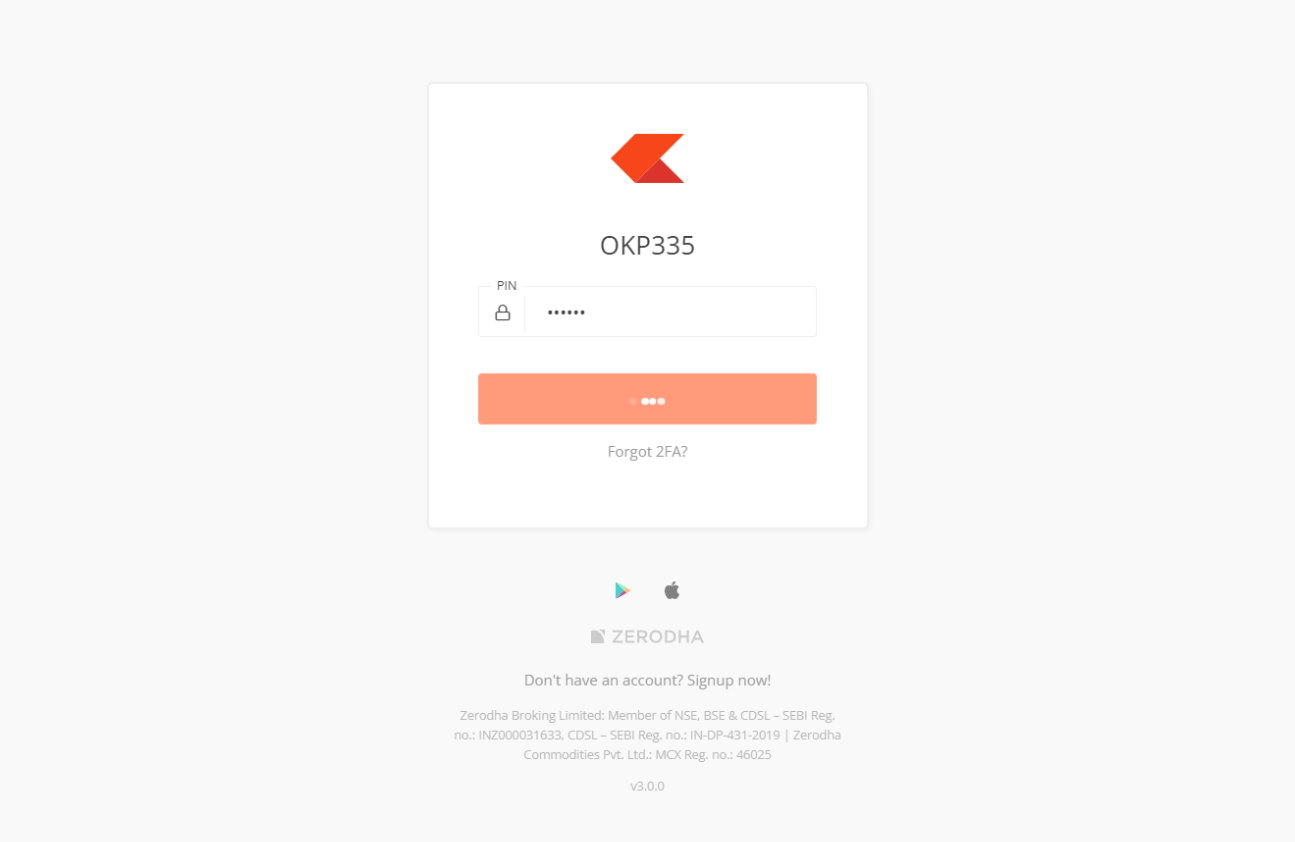 OKP335
PIN
••••••
Forgot 2FA?
ZERODHA
Don't have an account? Signup now!
Zerodha Broking Limited: Member of NSE, BSE & CDSL – SEBI Reg.
no.: INZ000031633, CDSL – SEBI Reg. no.: IN-DP-431-2019 | Zerodha
Commodities Pvt. Ltd.: MCX Reg. no.: 46025
v3.0.0